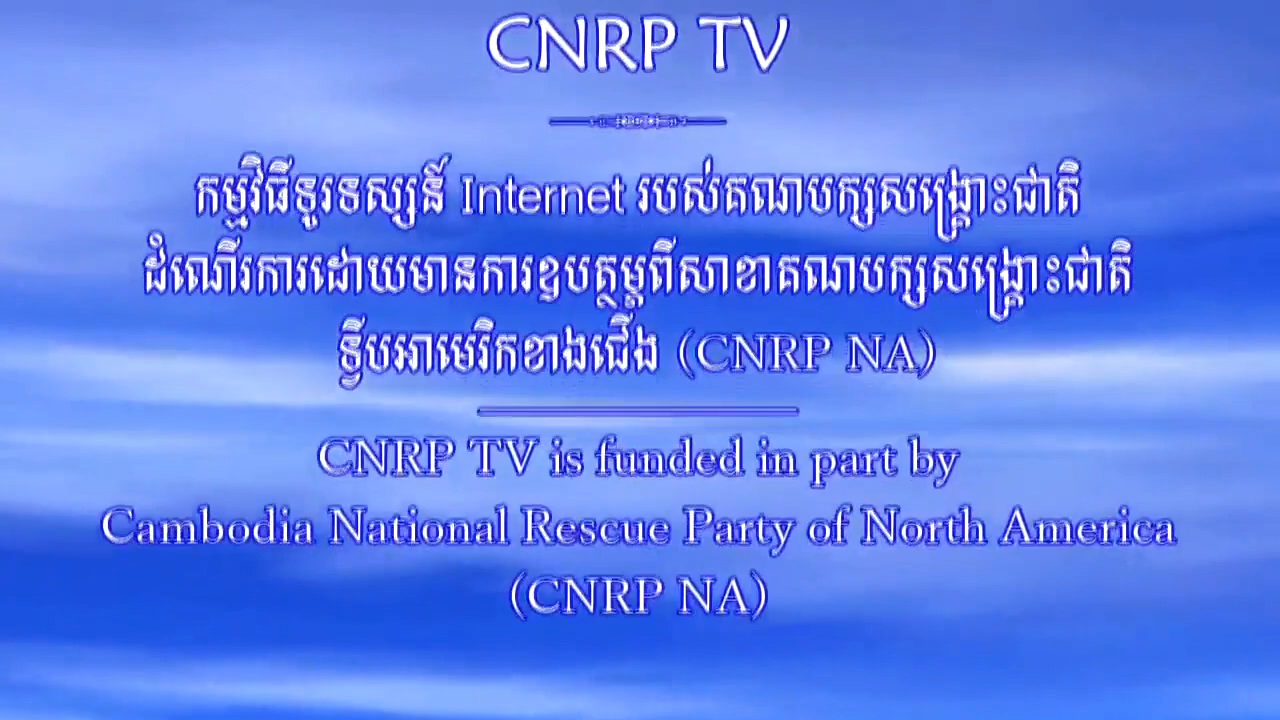 CNRP TV
កម្មវិធីទូរទស្សន៍ Internet របស់គណបក្សសង្គ្រោះជាតិ
ដំណើរការដោយមានការឧបត្ថម្ភពីសាខាគណបក្សសង្គ្រោះជាតិ
ទ្វីបអាមេរិកខាងជើង (CNRP NA)
CNRP TV is funded in part by
Cambodia National Rescue Party of North America
(CNRP NA)